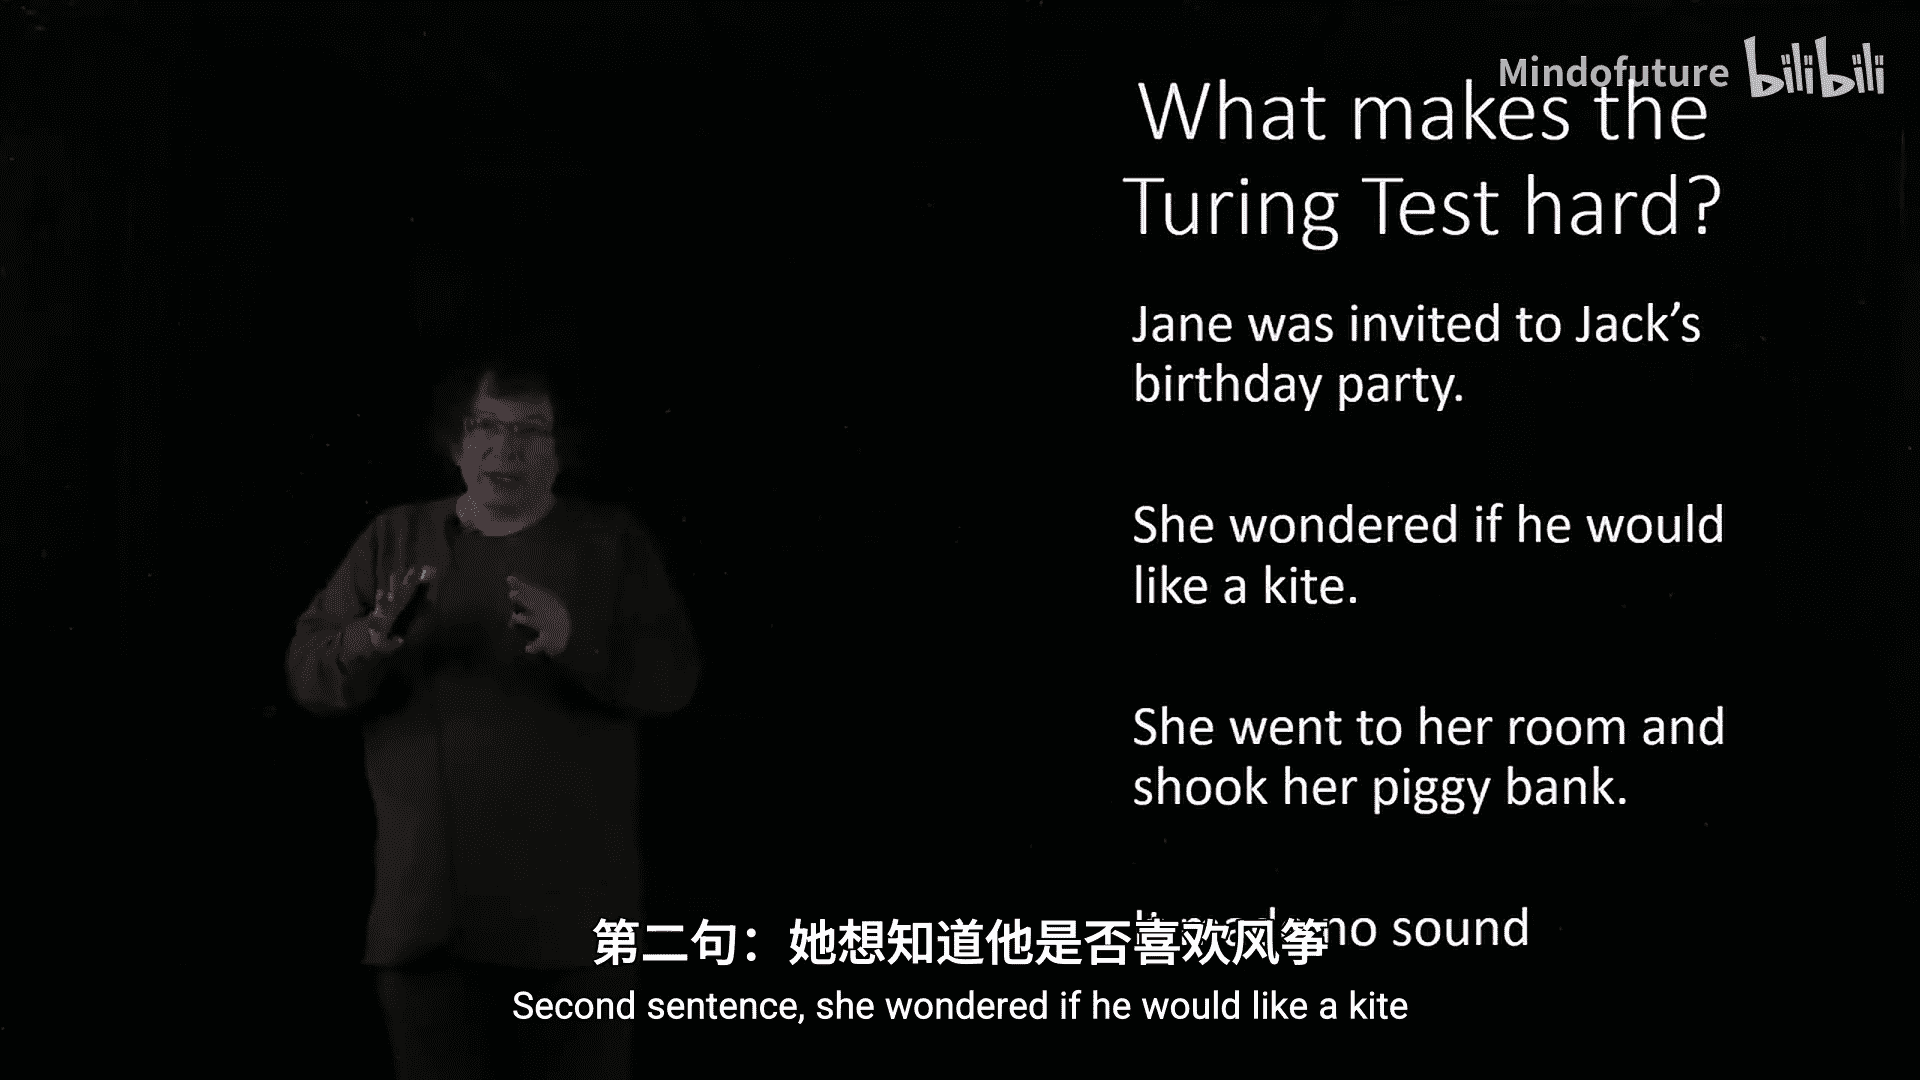 Mindofuture bilibili
What makes the
Turing Test hard?
Jane was invited to Jack’s
birthday party.
She wondered if he would
like a kite.
She went to her room and
shook her piggy bank.
no sound
第二句：她想知道他是否喜欢风筝
Second sentence, she wondered if he would like a kite